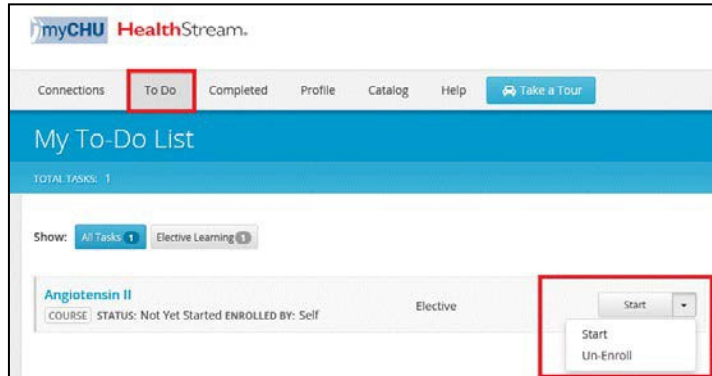 myCHU HealthStream.
Connections To Do Completed Profile Catalog Help Take a Tour
My To-Do List
TOTAL TASKS: 1
Show: All Tasks 1 Elective Learning 1
Angiotensin II
COURSE STATUS: Not Yet Started ENROLLED BY: Self
Elective
Start
Start
Un-Enroll